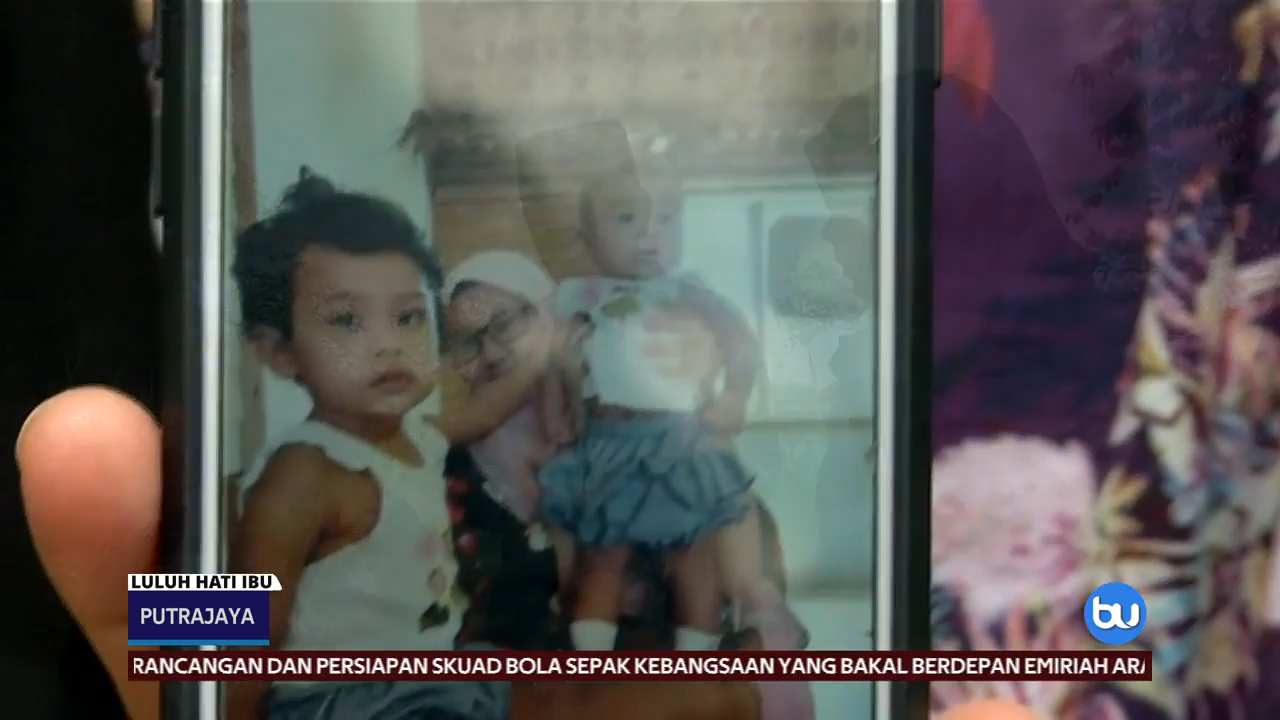 LULUH HATI IBU
PUTRAJAYA
bu
RANCANGAN DAN PERSIAPAN SKUAD BOLA SEPAK KEBANGSAAN YANG BAKAL BERDEPAN EMIRIAH